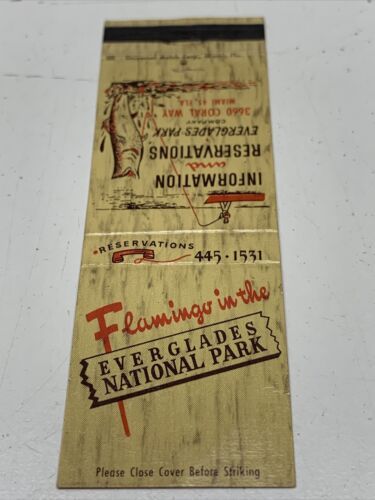 INFORMATION
and
RESERVATIONS
EVERGLADES PARK
COMPANY
3660 CORAL WAY
MIAMI 45, FLA.
RESERVATIONS
445-1531
Flamingo in the
EVERGLADES
NATIONAL PARK
Please Close Cover Before Striking